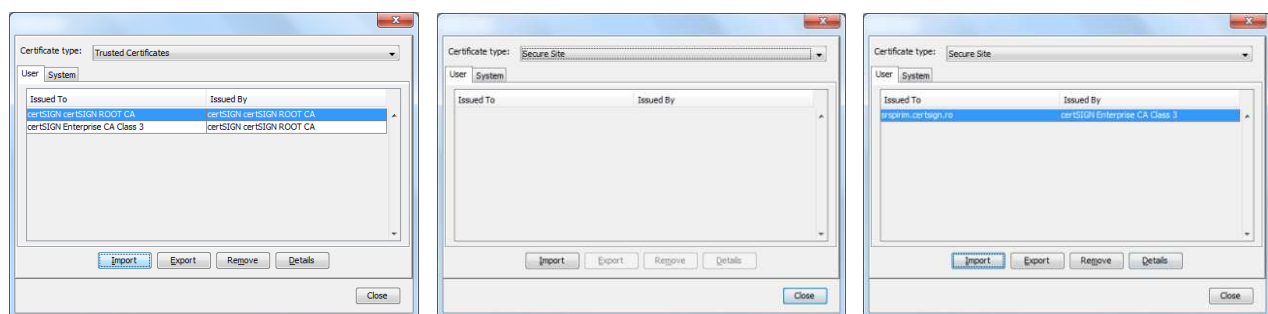 Certificate type: Trusted Certificates
User System
Issued To Issued By
certSIGN certSIGN ROOT CA certSIGN certSIGN ROOT CA
certSIGN Enterprise CA Class 3 certSIGN certSIGN ROOT CA
Import Export Remove Details
Close
Certificate type: Secure Site
User System
Issued To Issued By
Import Export Remove Details
Close
Certificate type: Secure Site
User System
Issued To Issued By
srspirim.certsign.ro certSIGN Enterprise CA Class 3
Import Export Remove Details
Close